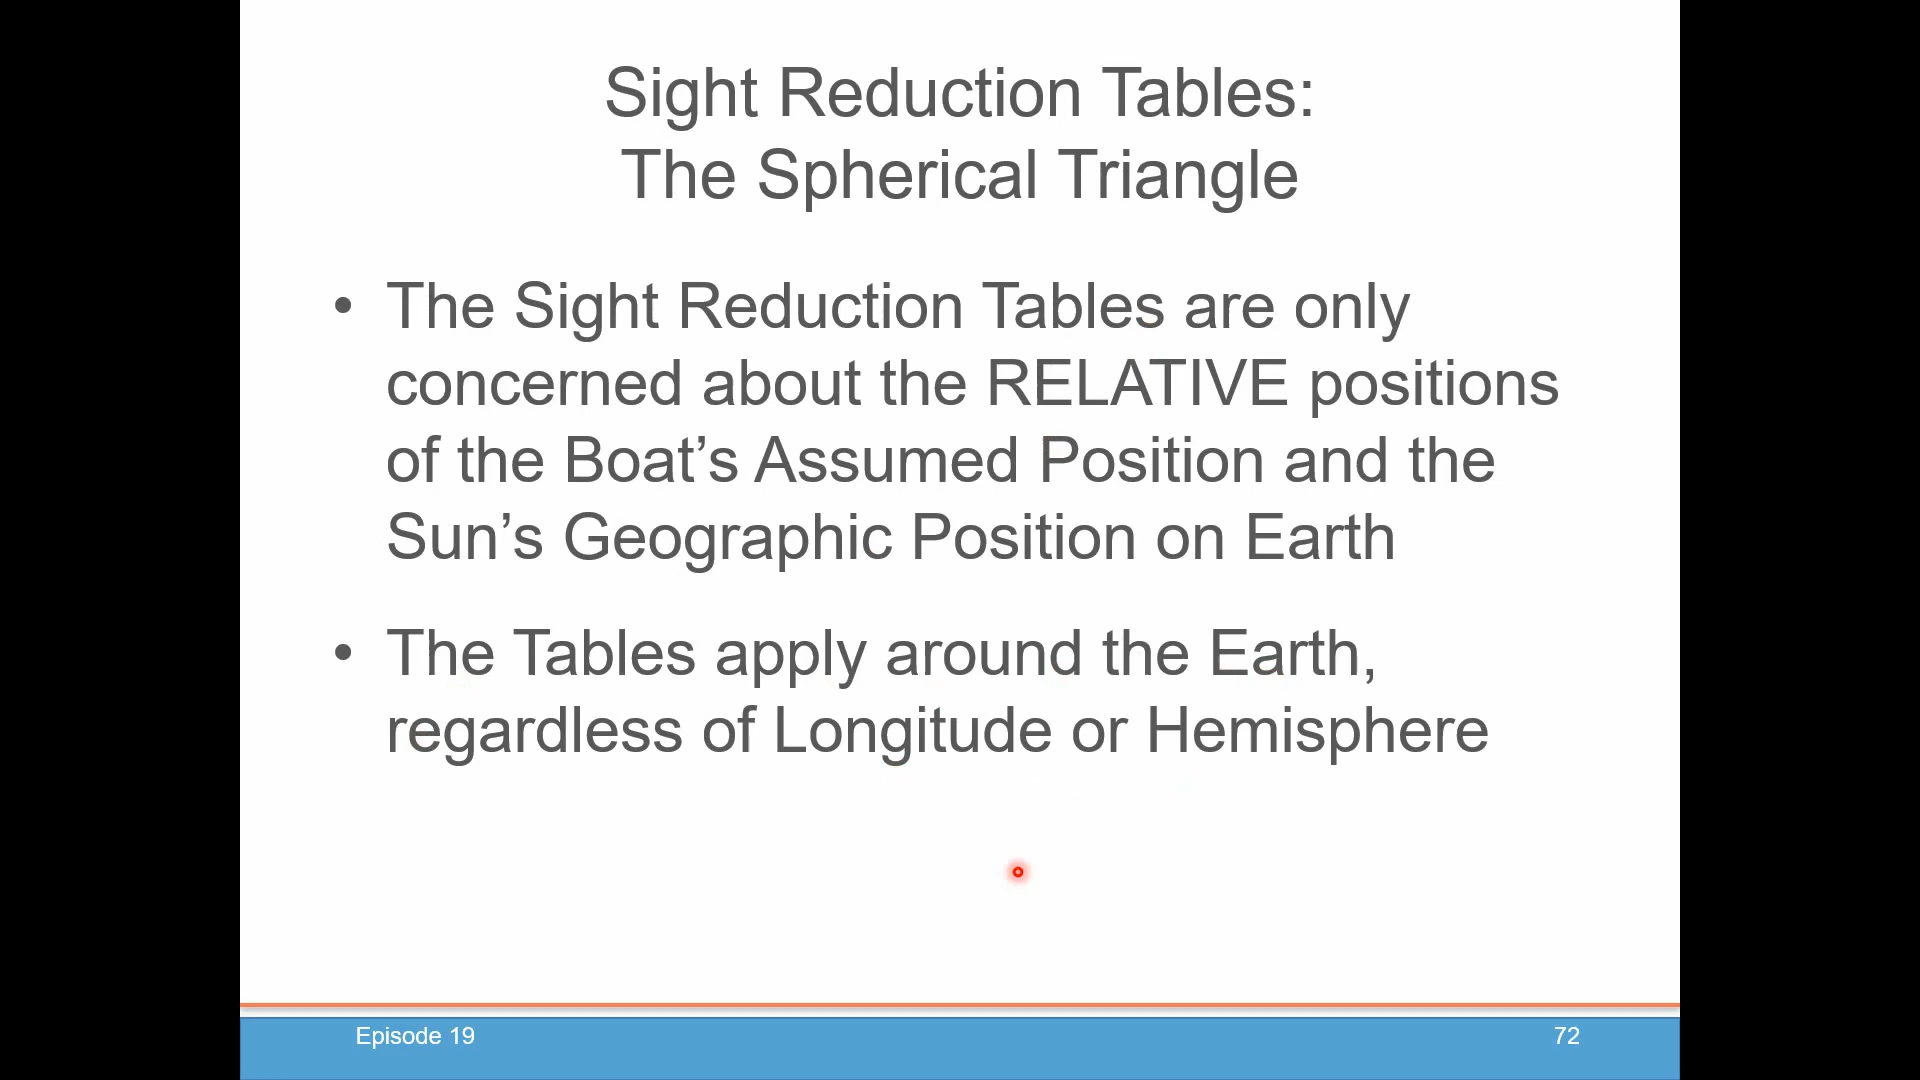 Sight Reduction Tables:
The Spherical Triangle
• The Sight Reduction Tables are only
concerned about the RELATIVE positions
of the Boat’s Assumed Position and the
Sun’s Geographic Position on Earth
• The Tables apply around the Earth,
regardless of Longitude or Hemisphere
Episode 19
72